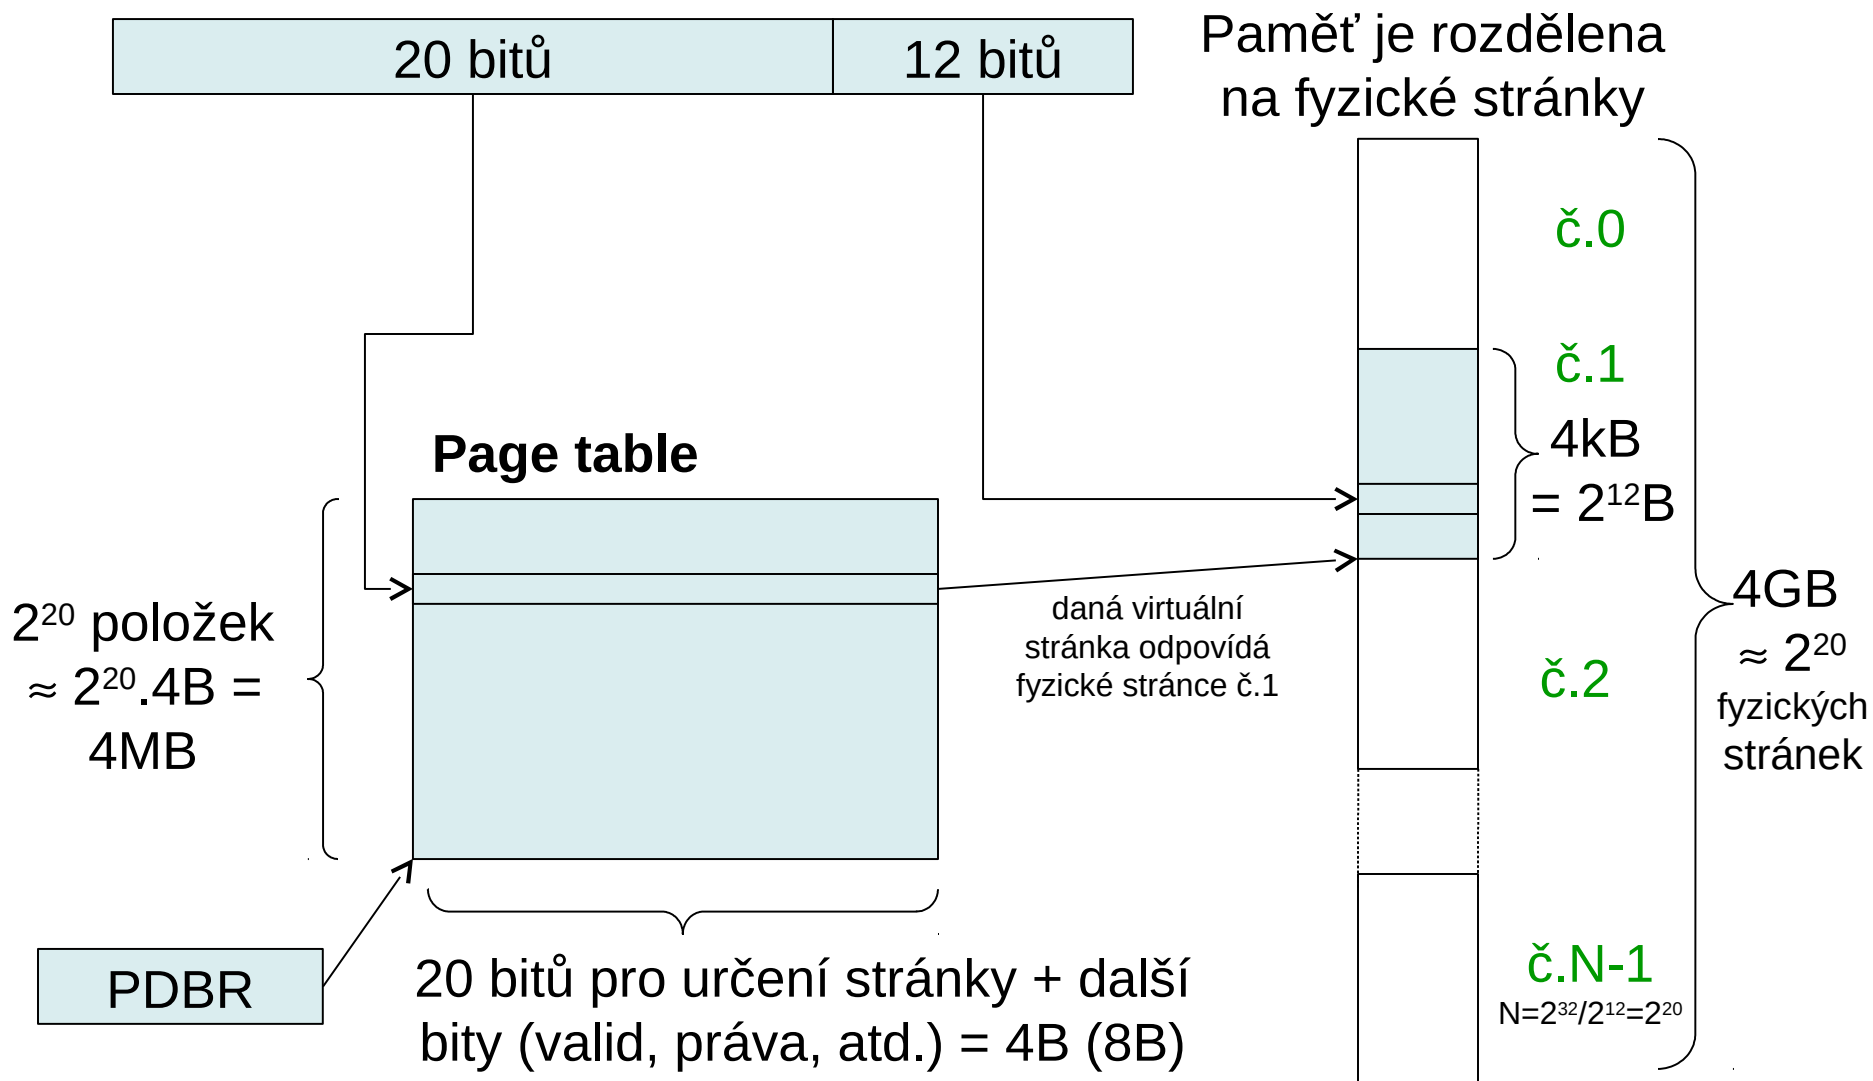 20 bitů
12 bitů
Paměť je rozdělena
na fyzické stránky
č.0
č.1
4kB
= 2¹²B
Page table
2²⁰ položek
≈ 2²⁰.4B =
4MB
daná virtuální
stránka odpovídá
fyzické stránce č.1
č.2
4GB
≈ 2²⁰
fyzických
stránek
PDBR
20 bitů pro určení stránky + další
bity (valid, práva, atd.) = 4B (8B)
č.N-1
N=2³²/2¹²=2²⁰